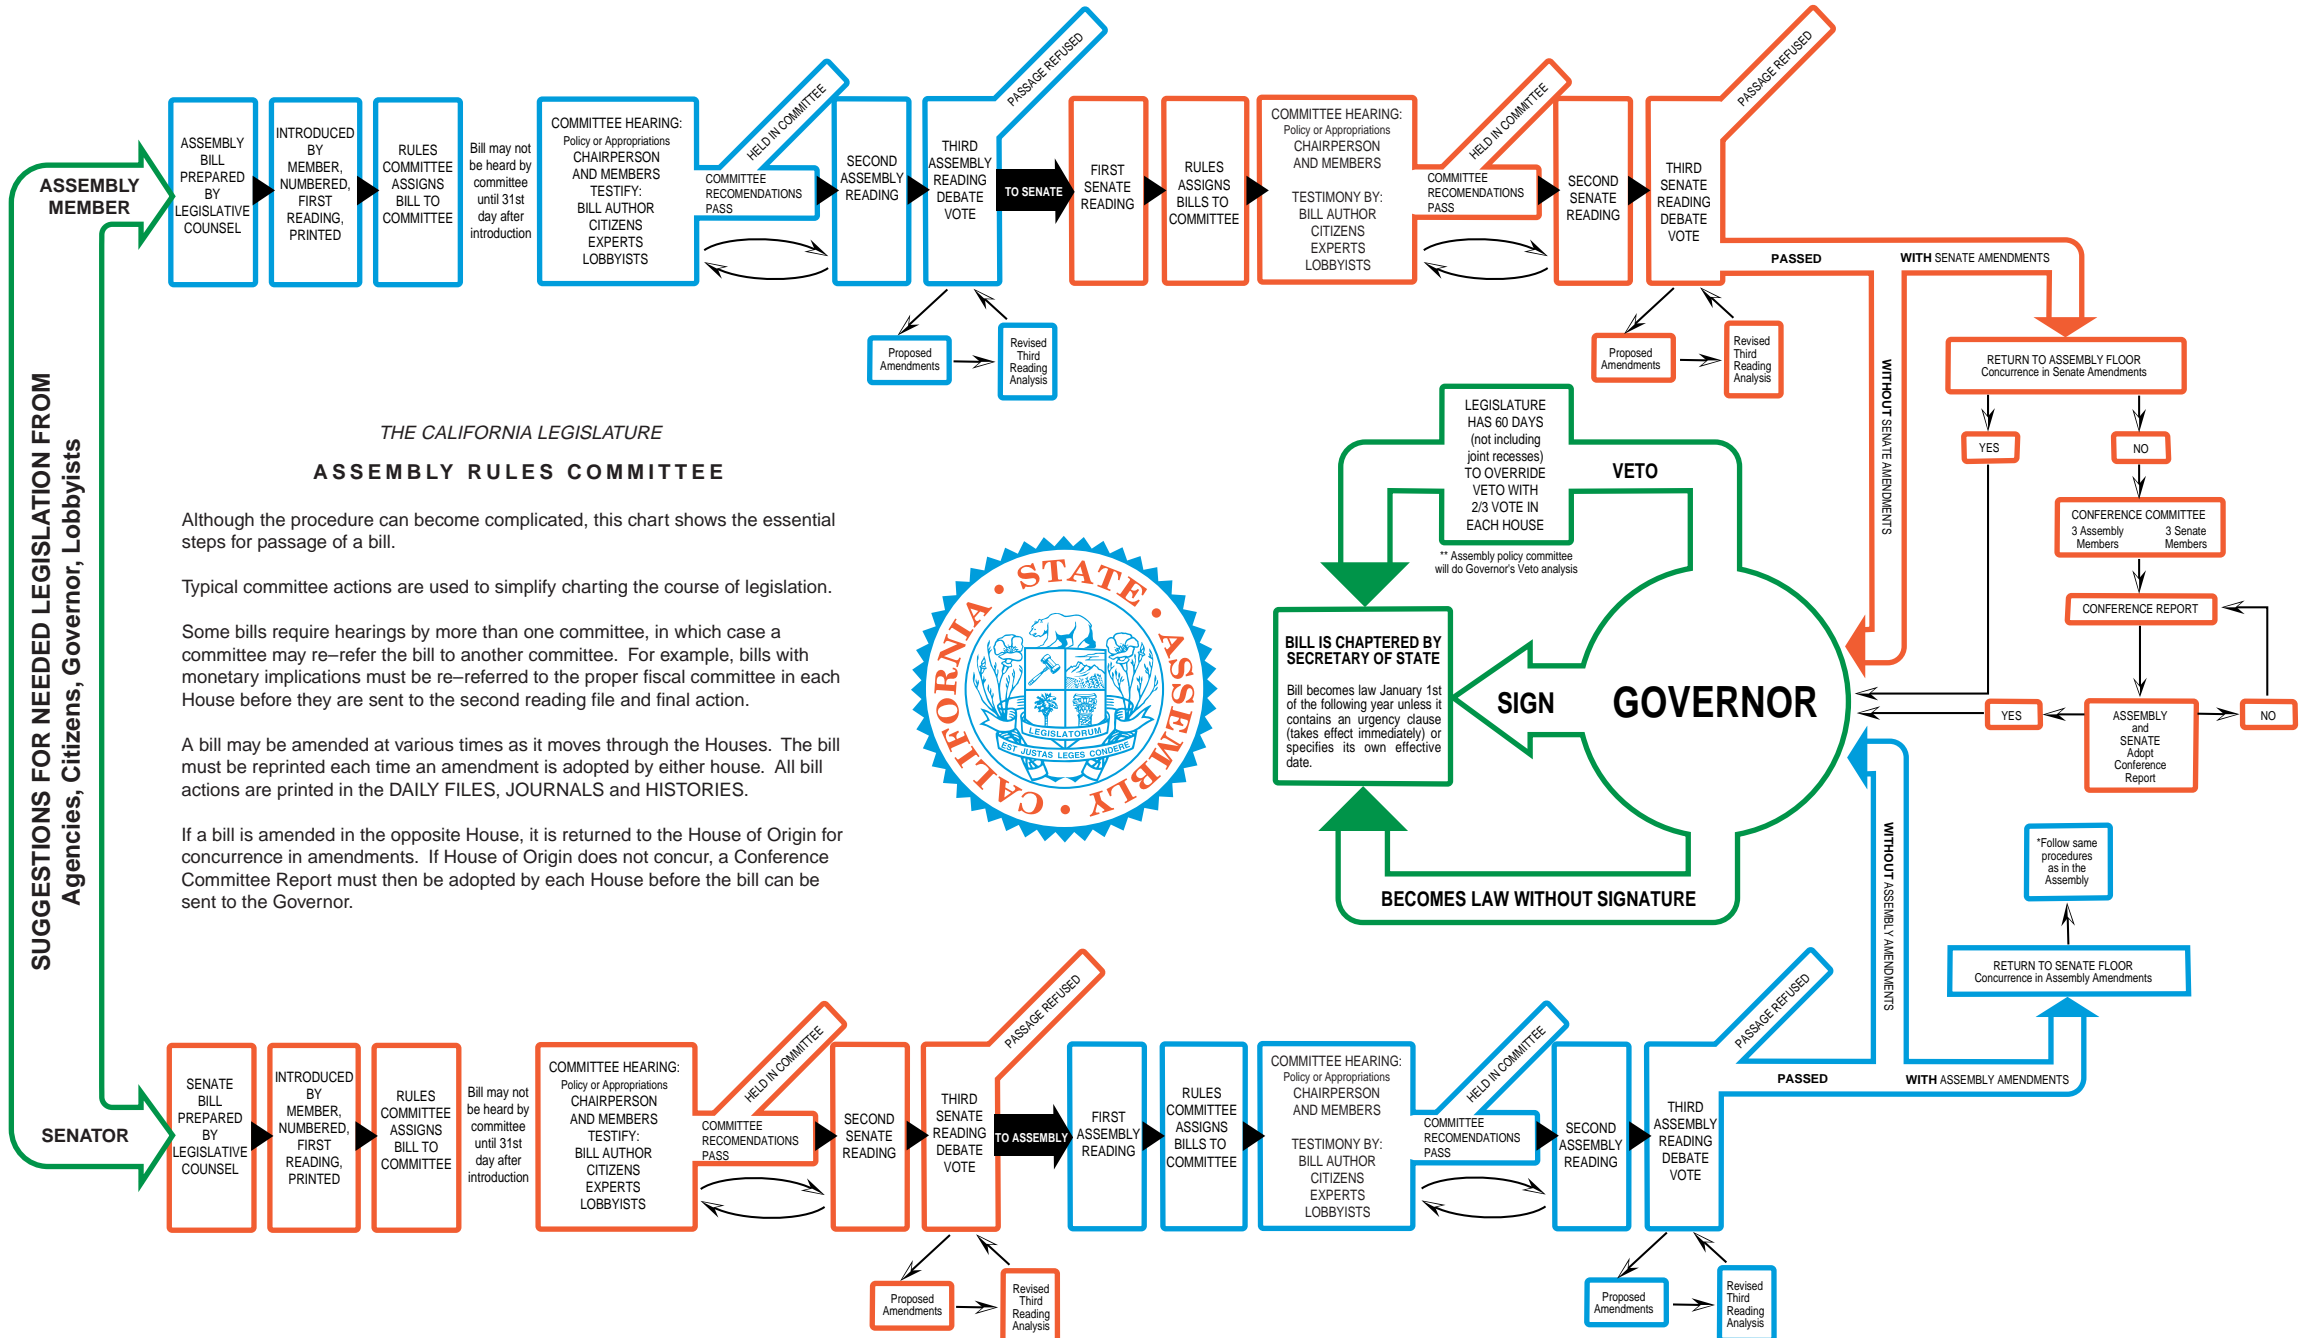 SUGGESTIONS FOR NEEDED LEGISLATION FROM
Agencies, Citizens, Governor, Lobbyists
ASSEMBLY
MEMBER
ASSEMBLY
BILL
PREPARED
BY
LEGISLATIVE
COUNSEL
INTRODUCED
BY
MEMBER,
NUMBERED,
FIRST
READING,
PRINTED
RULES
COMMITTEE
ASSIGNS
BILL TO
COMMITTEE
Bill may not
be heard by
committee
until 31st
day after
introduction
COMMITTEE HEARING:
Policy or Appropriations
CHAIRPERSON
AND MEMBERS
TESTIFY:
BILL AUTHOR
CITIZENS
EXPERTS
LOBBYISTS
HELD IN COMMITTEE
COMMITTEE
RECOMENDATIONS
PASS
SECOND
ASSEMBLY
READING
THIRD
ASSEMBLY
READING
DEBATE
VOTE
PASSAGE REFUSED
Proposed
Amendments
Revised
Third
Reading
Analysis
TO SENATE
FIRST
SENATE
READING
RULES
ASSIGNS
BILLS TO
COMMITTEE
COMMITTEE HEARING:
Policy or Appropriations
CHAIRPERSON
AND MEMBERS
TESTIMONY BY:
BILL AUTHOR
CITIZENS
EXPERTS
LOBBYISTS
HELD IN COMMITTEE
COMMITTEE
RECOMENDATIONS
PASS
SECOND
SENATE
READING
THIRD
SENATE
READING
DEBATE
VOTE
PASSAGE REFUSED
Proposed
Amendments
Revised
Third
Reading
Analysis
PASSED
WITH SENATE AMENDMENTS
WITHOUT SENATE AMENDMENTS
RETURN TO ASSEMBLY FLOOR
Concurrence in Senate Amendments
YES
NO
CONFERENCE COMMITTEE
3 Assembly
Members
3 Senate
Members
CONFERENCE REPORT
YES
ASSEMBLY
and
SENATE
Adopt
Conference
Report
NO
THE CALIFORNIA LEGISLATURE
ASSEMBLY RULES COMMITTEE
Although the procedure can become complicated, this chart shows the essential
steps for passage of a bill.
Typical committee actions are used to simplify charting the course of legislation.
Some bills require hearings by more than one committee, in which case a
committee may re–refer the bill to another committee. For example, bills with
monetary implications must be re–referred to the proper fiscal committee in each
House before they are sent to the second reading file and final action.
A bill may be amended at various times as it moves through the Houses. The bill
must be reprinted each time an amendment is adopted by either house. All bill
actions are printed in the DAILY FILES, JOURNALS and HISTORIES.
If a bill is amended in the opposite House, it is returned to the House of Origin for
concurrence in amendments. If House of Origin does not concur, a Conference
Committee Report must then be adopted by each House before the bill can be
sent to the Governor.
CALIFORNIA • STATE • ASSEMBLY •
LEGISLATORUM
EST JUSTAS LEGES CONDERE
LEGISLATURE
HAS 60 DAYS
(not including
joint recesses)
TO OVERRIDE
VETO WITH
2/3 VOTE IN
EACH HOUSE
VETO
** Assembly policy committee
will do Governor's Veto analysis
BILL IS CHAPTERED BY
SECRETARY OF STATE
Bill becomes law January 1st
of the following year unless it
contains an urgency clause
(takes effect immediately) or
specifies its own effective
date.
SIGN
GOVERNOR
BECOMES LAW WITHOUT SIGNATURE
*Follow same
procedures
as in the
Assembly
RETURN TO SENATE FLOOR
Concurrence in Assembly Amendments
WITHOUT ASSEMBLY AMENDMENTS
SENATOR
SENATE
BILL
PREPARED
BY
LEGISLATIVE
COUNSEL
INTRODUCED
BY
MEMBER,
NUMBERED,
FIRST
READING,
PRINTED
RULES
COMMITTEE
ASSIGNS
BILL TO
COMMITTEE
Bill may not
be heard by
committee
until 31st
day after
introduction
COMMITTEE HEARING:
Policy or Appropriations
CHAIRPERSON
AND MEMBERS
TESTIFY:
BILL AUTHOR
CITIZENS
EXPERTS
LOBBYISTS
HELD IN COMMITTEE
COMMITTEE
RECOMENDATIONS
PASS
SECOND
SENATE
READING
THIRD
SENATE
READING
DEBATE
VOTE
PASSAGE REFUSED
Proposed
Amendments
Revised
Third
Reading
Analysis
TO ASSEMBLY
FIRST
ASSEMBLY
READING
RULES
COMMITTEE
ASSIGNS
BILLS TO
COMMITTEE
COMMITTEE HEARING:
Policy or Appropriations
CHAIRPERSON
AND MEMBERS
TESTIMONY BY:
BILL AUTHOR
CITIZENS
EXPERTS
LOBBYISTS
HELD IN COMMITTEE
COMMITTEE
RECOMENDATIONS
PASS
SECOND
ASSEMBLY
READING
THIRD
ASSEMBLY
READING
DEBATE
VOTE
PASSAGE REFUSED
Proposed
Amendments
Revised
Third
Reading
Analysis
PASSED
WITH ASSEMBLY AMENDMENTS